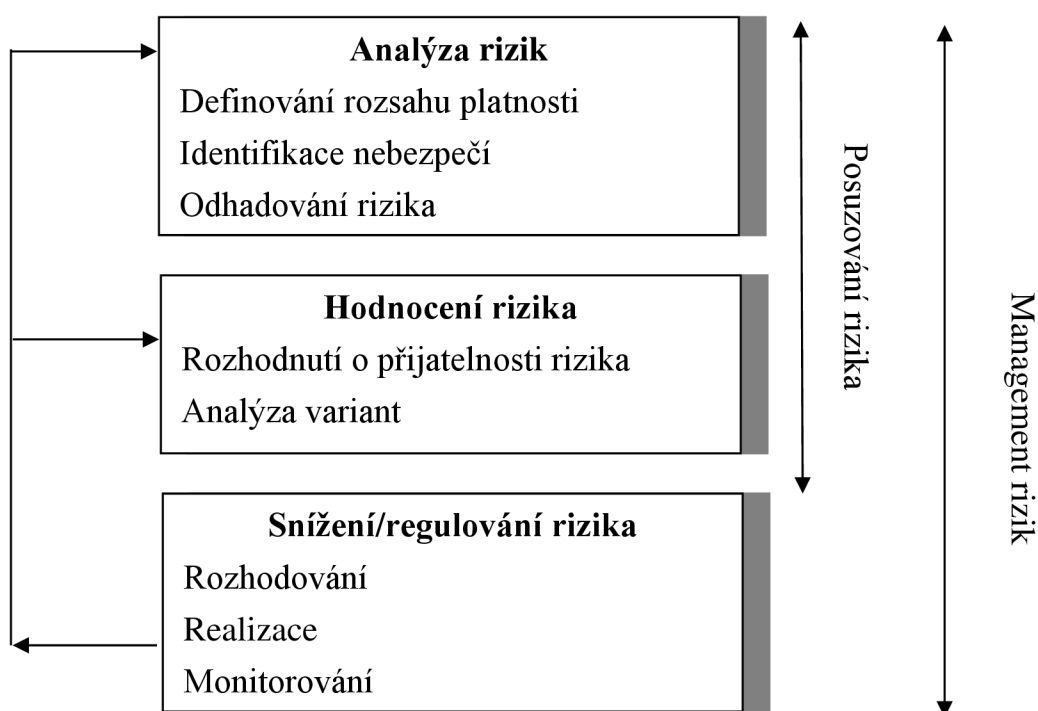 Analýza rizik
Definování rozsahu platnosti
Identifikace nebezpečí
Odhadování rizika
Hodnocení rizika
Rozhodnutí o přijatelnosti rizika
Analýza variant
Snížení/regulování rizika
Rozhodování
Realizace
Monitorování
Posuzování rizika
Management rizik